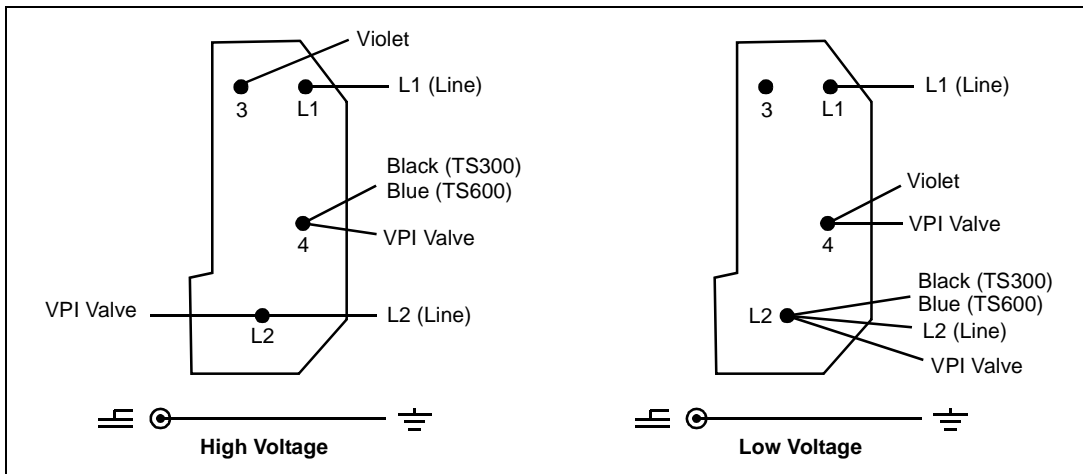 Violet
L1 (Line)
3
L1
Black (TS300)
Blue (TS600)
VPI Valve
4
VPI Valve
L2 (Line)
L2
High Voltage
L1 (Line)
3
L1
Violet
VPI Valve
4
Black (TS300)
Blue (TS600)
L2
L2 (Line)
VPI Valve
Low Voltage